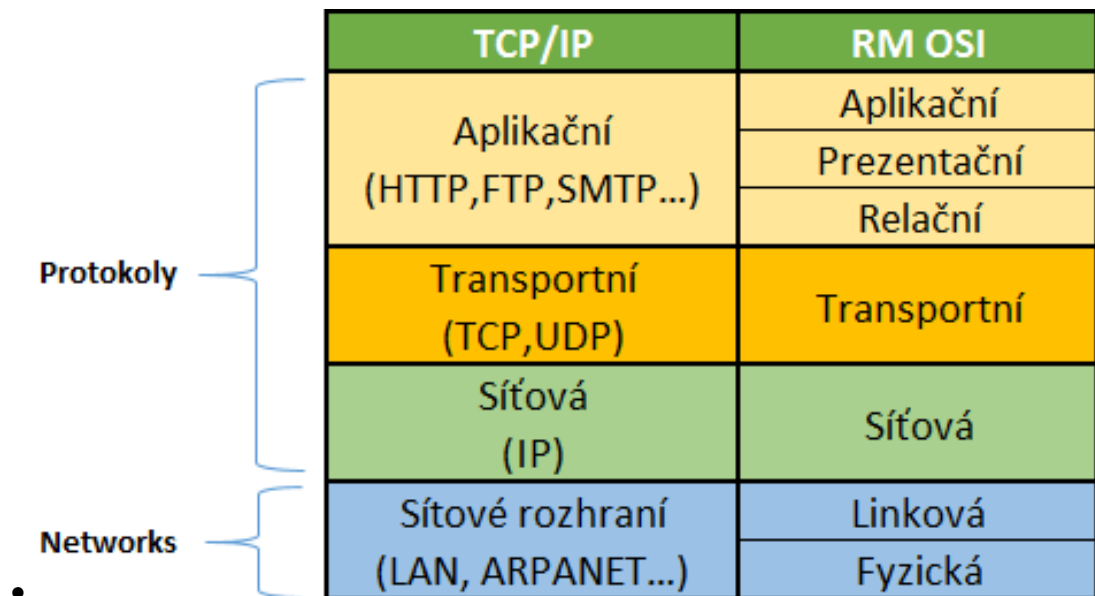 TCP/IP
RM OSI
Protokoly
Aplikační
(HTTP,FTP,SMTP...)
Aplikační
Prezentační
Relační
Transportní
(TCP,UDP)
Transportní
Síťová
(IP)
Síťová
Networks
Sítové rozhraní
(LAN, ARPANET...)
Linková
Fyzická